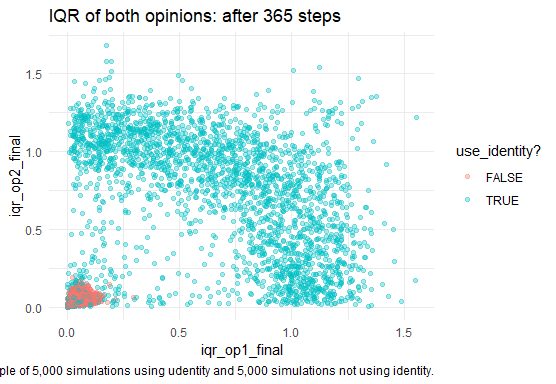 IQR of both opinions: after 365 steps
1.5
1.0
0.5
0.0
iqr_op2_final
0.0
0.5
1.0
1.5
iqr_op1_final
use_identity?
FALSE
TRUE
ple of 5,000 simulations using udentity and 5,000 simulations not using identity.